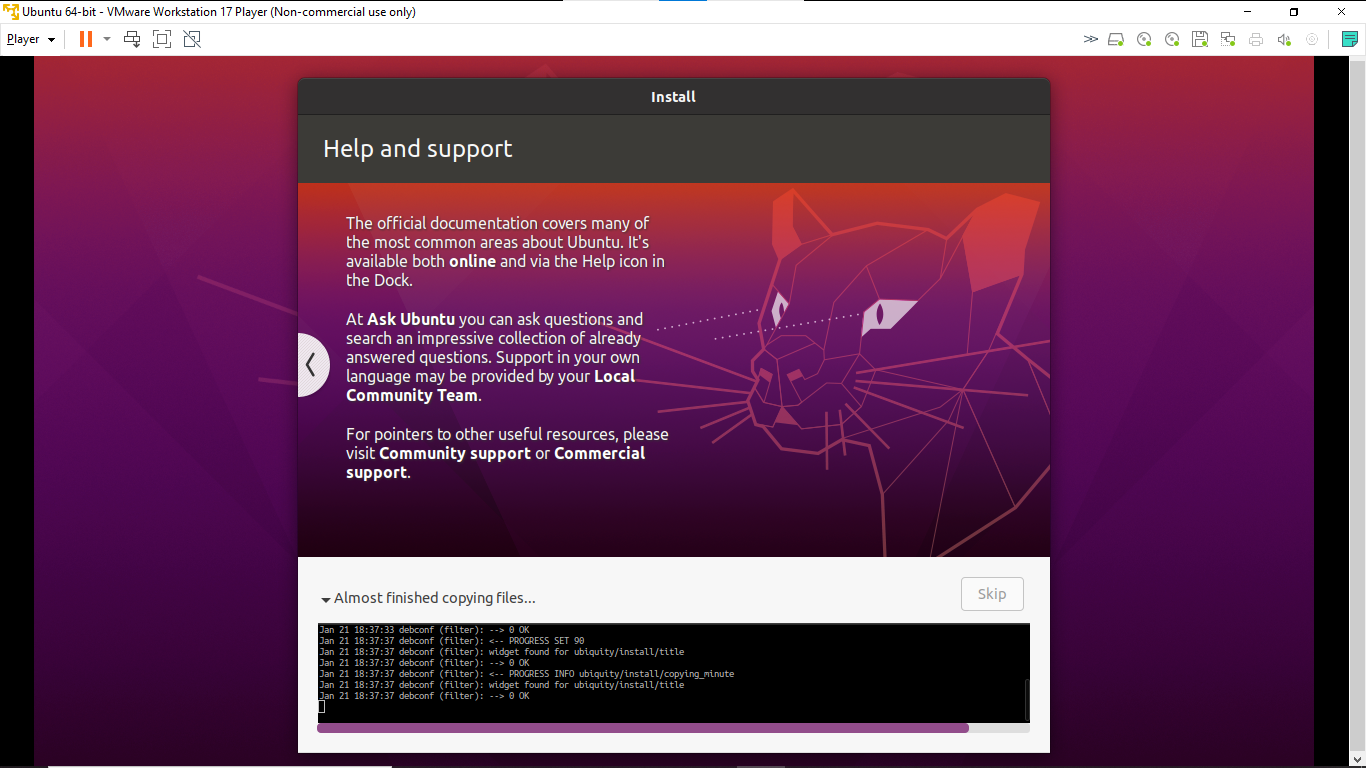 Ubuntu 64-bit - VMware Workstation 17 Player (Non-commercial use only)
Player
Install
Help and support
The official documentation covers many of
the most common areas about Ubuntu. It's
available both online and via the Help icon in
the Dock.
At Ask Ubuntu you can ask questions and
search an impressive collection of already
answered questions. Support in your own
language may be provided by your Local
Community Team.
For pointers to other useful resources, please
visit Community support or Commercial
support.
Almost finished copying files...
Skip
Jan 21 18:37:33 debconf (filter): --> 0 OK
Jan 21 18:37:37 debconf (filter): <-- PROGRESS SET 90
Jan 21 18:37:37 debconf (filter): widget found for ubiquity/install/title
Jan 21 18:37:37 debconf (filter): --> 0 OK
Jan 21 18:37:37 debconf (filter): <-- PROGRESS INFO ubiquity/install/copying_minute
Jan 21 18:37:37 debconf (filter): widget found for ubiquity/install/title
Jan 21 18:37:37 debconf (filter): --> 0 OK